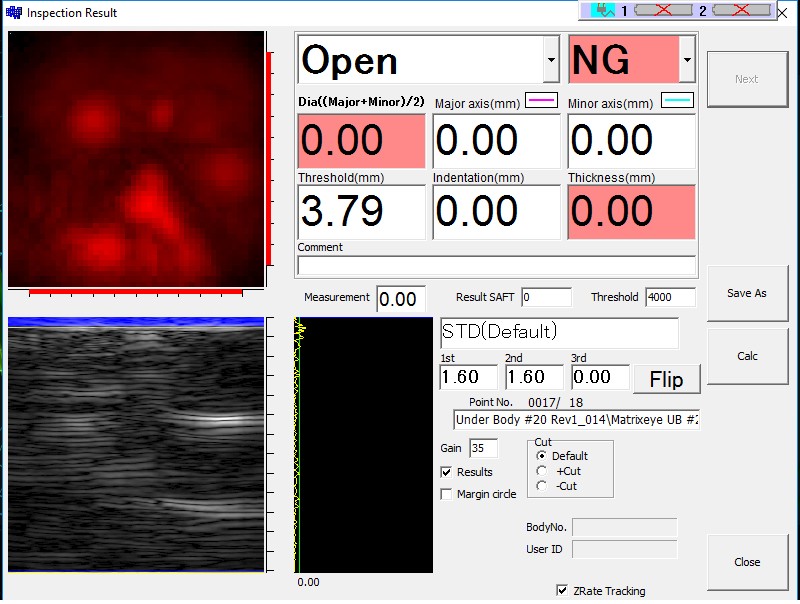 Inspection Result
1 2
Open NG
Next
Dia((Major+Minor)/2) Major axis(mm) Minor axis(mm)
0.00 0.00 0.00
Threshold(mm) Indentation(mm) Thickness(mm)
3.79 0.00 0.00
Comment
Measurement 0.00 Result SAFT 0 Threshold 4000
Save As
STD(Default)
Calc
1st 2nd 3rd
1.60 1.60 0.00 Flip
Point No. 0017/ 18
Under Body #20 Rev1_014\Matrixeye UB #2
Gain 35
Cut
Default
Results
+Cut
-Cut
Margin circle
BodyNo.
User ID
Close
0.00
ZRate Tracking